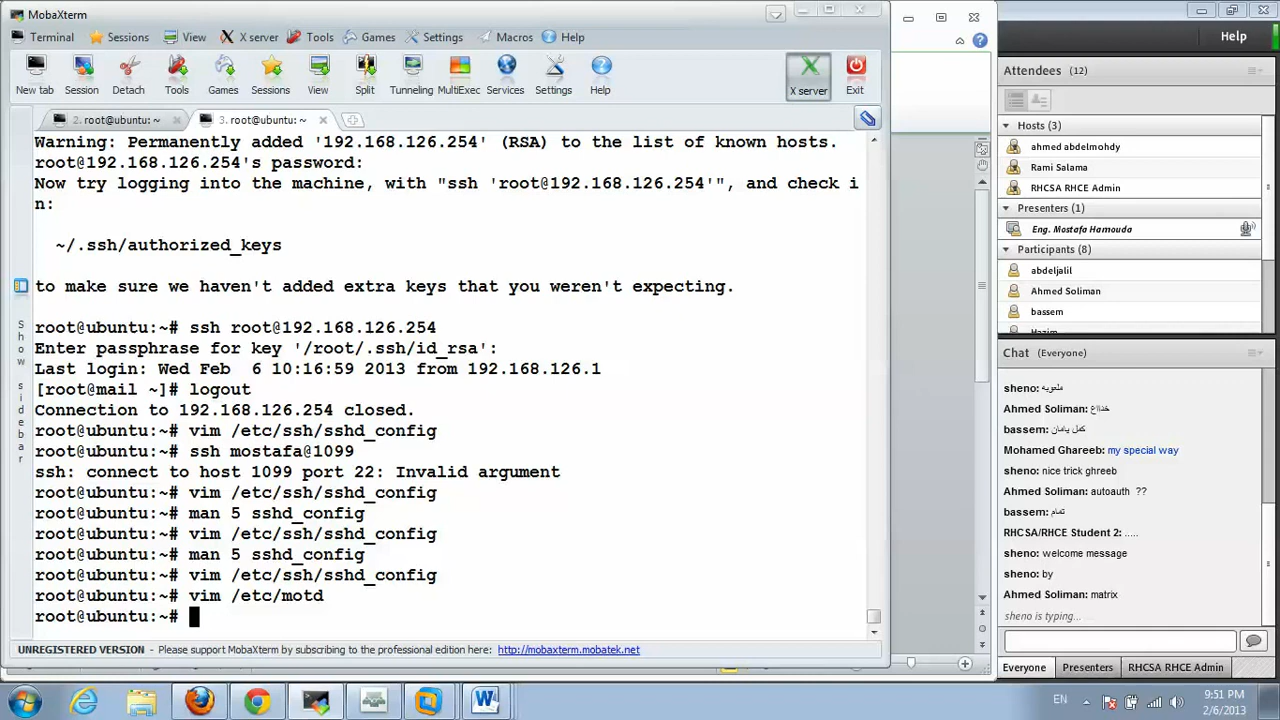 MobaXterm
Terminal Sessions View X server Tools Games Settings Macros Help
New tab Session Detach Tools Games Sessions View Split Tunneling MultiExec Services Settings Help X server Exit
2. root@ubuntu: ~ 3. root@ubuntu: ~
Show sidebar
Warning: Permanently added '192.168.126.254' (RSA) to the list of known hosts.
root@192.168.126.254's password:
Now try logging into the machine, with "ssh 'root@192.168.126.254'", and check i
n:
~/.ssh/authorized_keys
to make sure we haven't added extra keys that you weren't expecting.
root@ubuntu:~# ssh root@192.168.126.254
Enter passphrase for key '/root/.ssh/id_rsa':
Last login: Wed Feb  6 10:16:59 2013 from 192.168.126.1
[root@mail ~]# logout
Connection to 192.168.126.254 closed.
root@ubuntu:~# vim /etc/ssh/sshd_config
root@ubuntu:~# ssh mostafa@1099
ssh: connect to host 1099 port 22: Invalid argument
root@ubuntu:~# vim /etc/ssh/sshd_config
root@ubuntu:~# man 5 sshd_config
root@ubuntu:~# vim /etc/ssh/sshd_config
root@ubuntu:~# man 5 sshd_config
root@ubuntu:~# vim /etc/ssh/sshd_config
root@ubuntu:~# vim /etc/motd
root@ubuntu:~#
UNREGISTERED VERSION - Please support MobaXterm by subscribing to the professional edition here: http://mobaxterm.mobatek.net
Help
Attendees (12)
Hosts (3)
ahmed abdelmohdy
Rami Salama
RHCSA RHCE Admin
Presenters (1)
Eng. Mostafa Hamouda
Participants (8)
abdeljalil
Ahmed Soliman
bassem
Hazim
Chat (Everyone)
sheno: ملعوبه
Ahmed Soliman: خدااع
bassem: كمل يامان
Mohamed Ghareeb: my special way
sheno: nice trick ghreeb
Ahmed Soliman: autoauth ??
bassem: تمام
RHCSA/RHCE Student 2: .....
sheno: welcome message
sheno: by
Ahmed Soliman: matrix
sheno is typing...
Everyone Presenters RHCSA RHCE Admin
EN
9:51 PM
2/6/2013